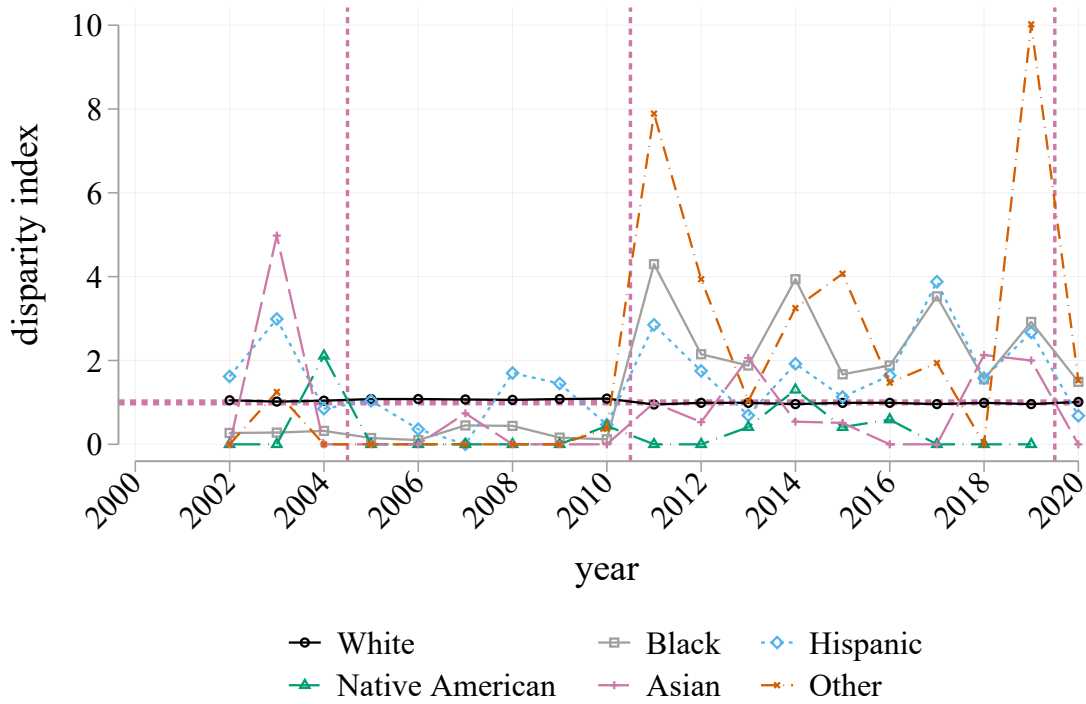 10
8
6
4
2
0
disparity index
2000 2002 2004 2006 2008 2010 2012 2014 2016 2018 2020
year
White Black Hispanic
Native American Asian Other